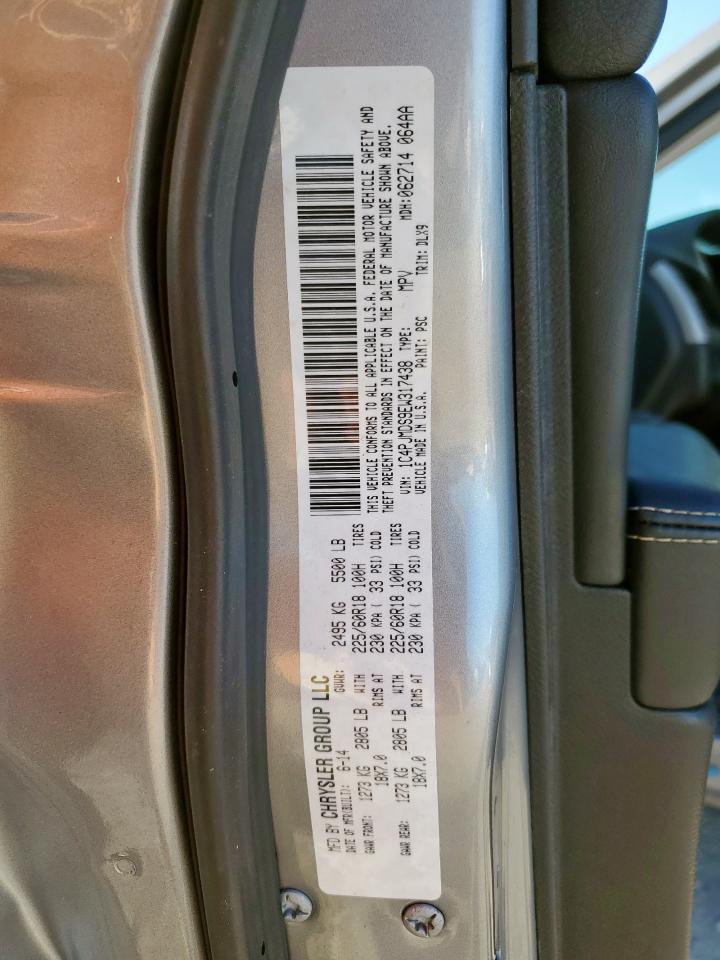 MFD BY CHRYSLER GROUP LLC
DATE OF MFR(BUILT): 6-14 GVWR: 2495 KG 5500 LB
GAWR FRONT: 1273 KG 2805 LB WITH 225/60R18 100H TIRES
18X7.0 RIMS AT 230 KPA ( 33 PSI) COLD
GAWR REAR: 1273 KG 2805 LB WITH 225/60R18 100H TIRES
18X7.0 RIMS AT 230 KPA ( 33 PSI) COLD
THIS VEHICLE CONFORMS TO ALL APPLICABLE U.S.A. FEDERAL MOTOR VEHICLE SAFETY AND
THEFT PREVENTION STANDARDS IN EFFECT ON THE DATE OF MANUFACTURE SHOWN ABOVE.
VIN: 1C4PJMDS9EW317438 TYPE: MPV MDH:062714 064AA
VEHICLE MADE IN U.S.A. PAINT: PSC TRIM: DLX9